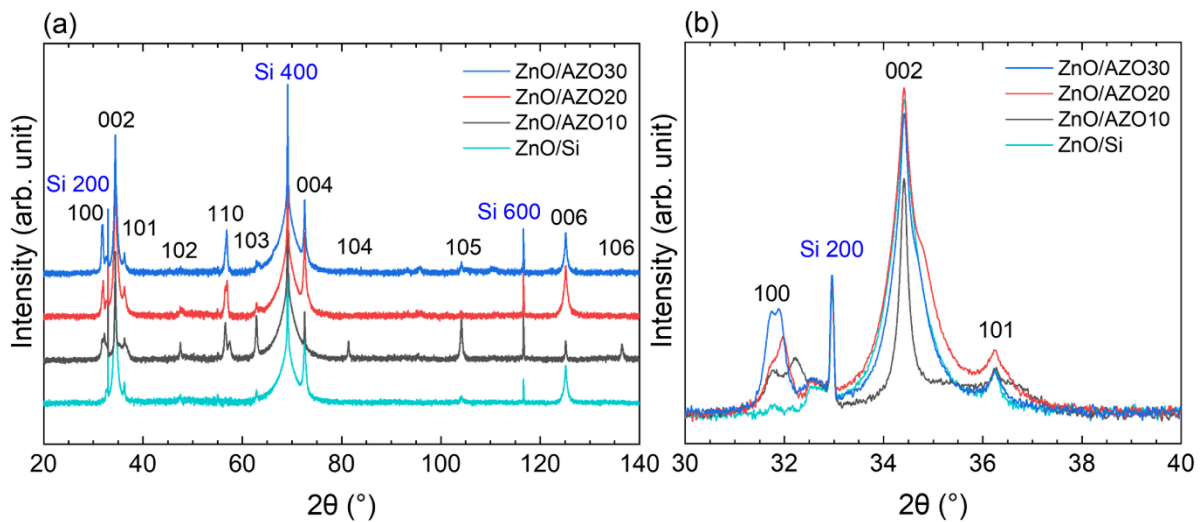 (a)
Si 400
ZnO/AZO30
ZnO/AZO20
ZnO/AZO10
ZnO/Si
002
Si 200
100
101
110
102
103
004
104
105
Si 600
006
106
Intensity (arb. unit)
20 40 60 80 100 120 140
2θ (°)
(b)
002
ZnO/AZO30
ZnO/AZO20
ZnO/AZO10
ZnO/Si
Si 200
100
101
Intensity (arb. unit)
30 32 34 36 38 40
2θ (°)